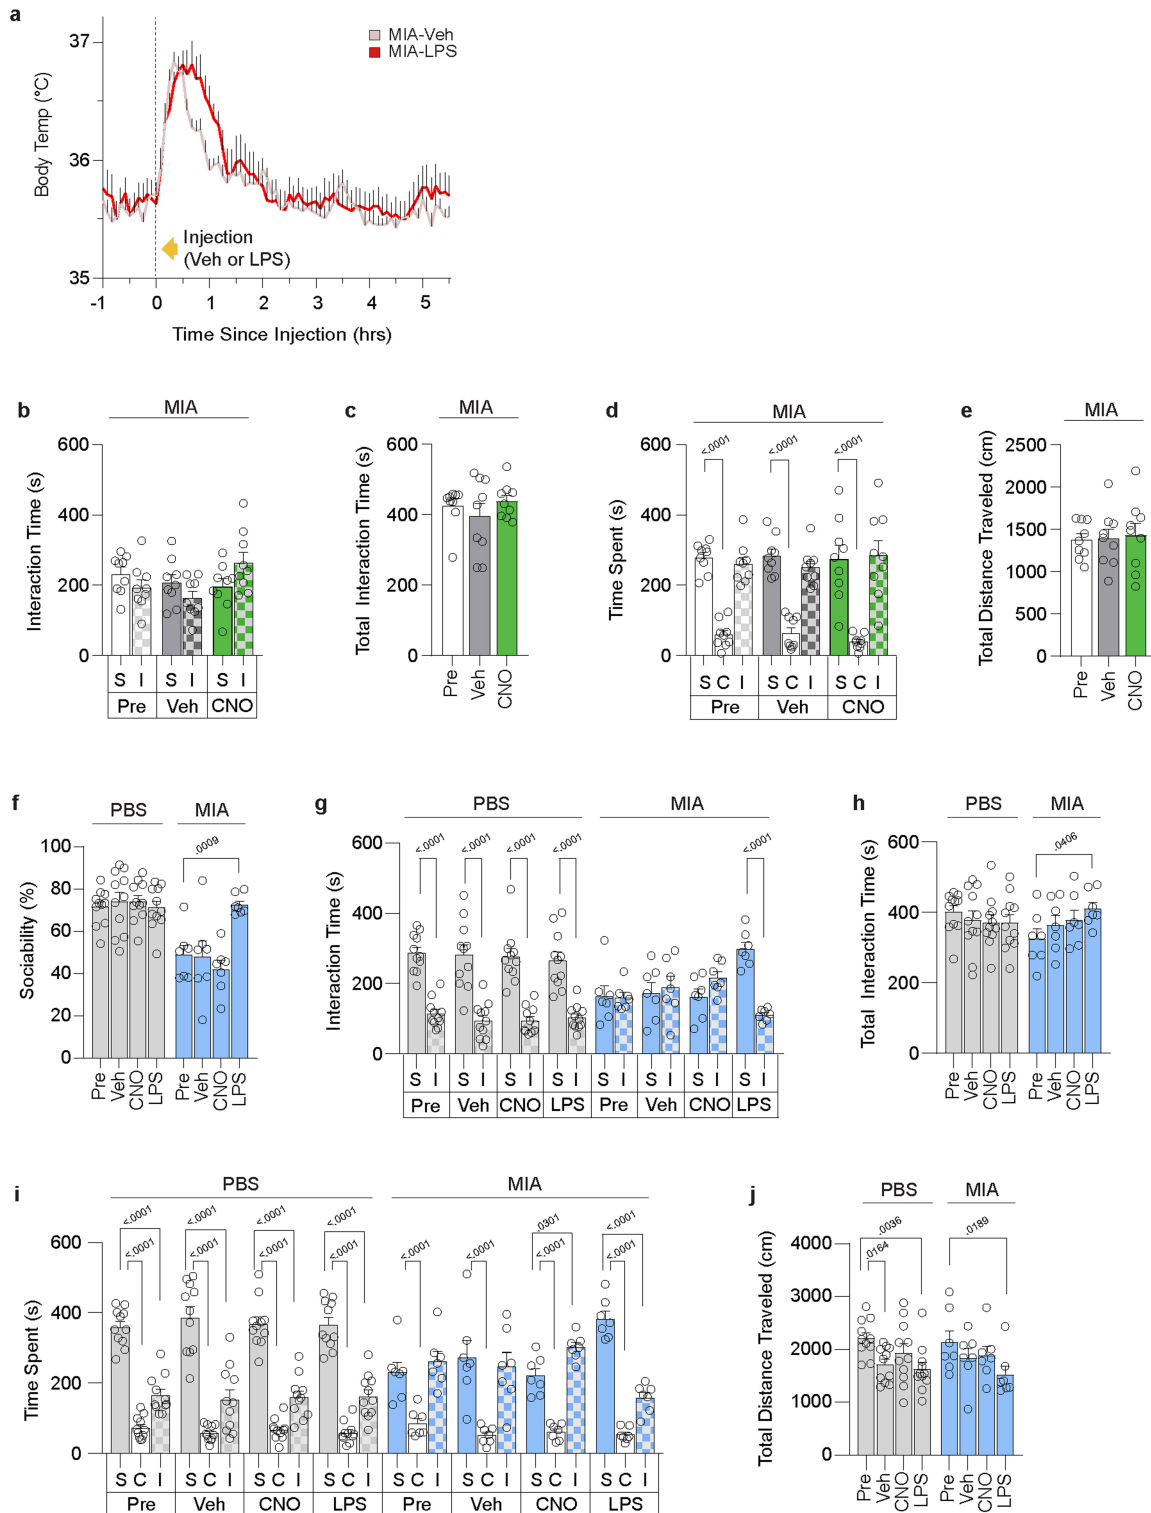 a
MIA-Veh
MIA-LPS
Body Temp (°C)
37
36
35
Injection
(Veh or LPS)
-1 0 1 2 3 4 5
Time Since Injection (hrs)
b
MIA
Interaction Time (s)
600
400
200
0
S I S I S I
Pre Veh CNO
c
MIA
Total Interaction Time (s)
600
400
200
0
Pre Veh CNO
d
MIA
<.0001 <.0001 <.0001
Time Spent (s)
600
400
200
0
S C I S C I S C I
Pre Veh CNO
e
MIA
Total Distance Traveled (cm)
2500
2000
1500
1000
500
0
Pre Veh CNO
f
PBS MIA
.0009
Sociability (%)
100
80
60
40
20
0
Pre Veh CNO LPS Pre Veh CNO LPS
g
PBS MIA
<.0001 <.0001 <.0001 <.0001 <.0001
Interaction Time (s)
600
400
200
0
S I S I S I S I S I S I S I S I
Pre Veh CNO LPS Pre Veh CNO LPS
h
PBS MIA
.0406
Total Interaction Time (s)
600
400
200
0
Pre Veh CNO LPS Pre Veh CNO LPS
i
PBS MIA
<.0001 <.0001 <.0001 <.0001 .0301 <.0001
<.0001 <.0001 <.0001 <.0001 <.0001 <.0001 <.0001 <.0001
Time Spent (s)
600
400
200
0
S C I S C I S C I S C I S C I S C I S C I S C I
Pre Veh CNO LPS Pre Veh CNO LPS
j
PBS MIA
.0036 .0189
.0164
Total Distance Traveled (cm)
4000
3000
2000
1000
0
Pre Veh CNO LPS Pre Veh CNO LPS